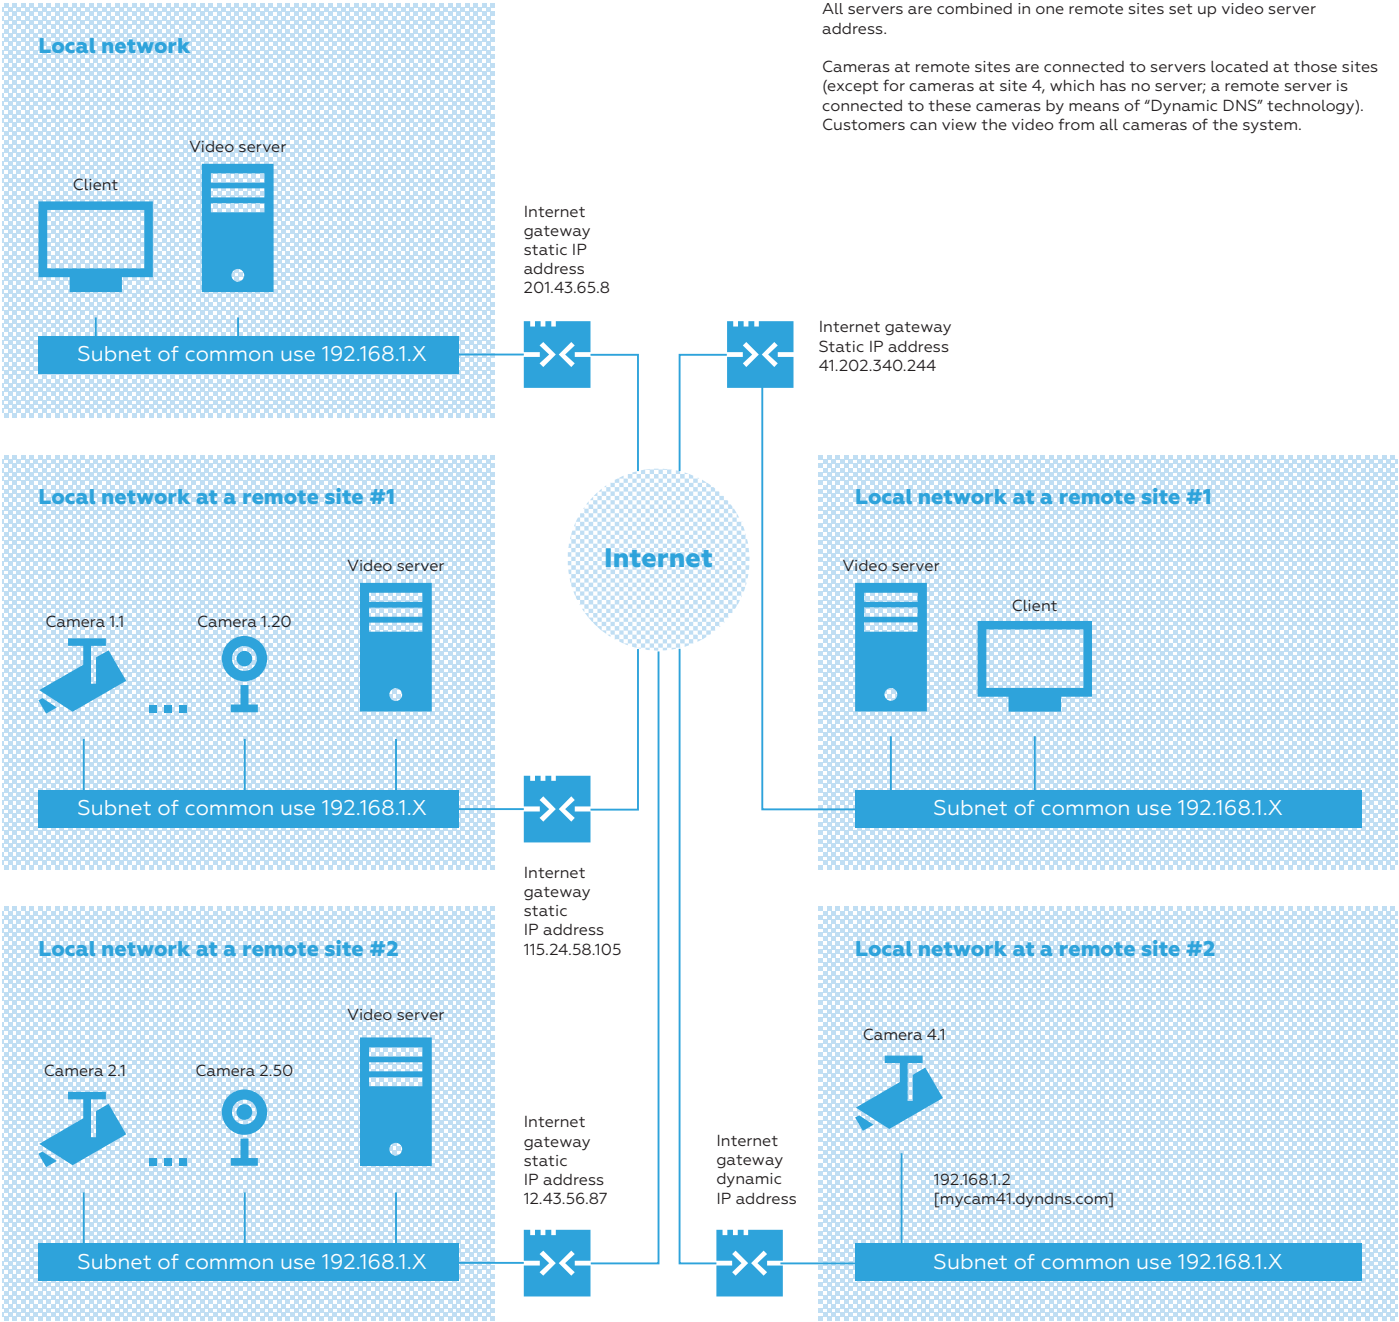 All servers are combined in one remote sites set up video server
address.
Cameras at remote sites are connected to servers located at those sites
(except for cameras at site 4, which has no server; a remote server is
connected to these cameras by means of “Dynamic DNS” technology).
Customers can view the video from all cameras of the system.
Local network
Video server
Client
Subnet of common use 192.168.1.X
Internet
gateway
static IP
address
201.43.65.8
Internet gateway
Static IP address
41.202.340.244
Local network at a remote site #1
Video server
Camera 1.1
Camera 1.20
Subnet of common use 192.168.1.X
Internet
gateway
static
IP address
115.24.58.105
Internet
Local network at a remote site #1
Video server
Client
Subnet of common use 192.168.1.X
Local network at a remote site #2
Video server
Camera 2.1
Camera 2.50
Subnet of common use 192.168.1.X
Internet
gateway
static
IP address
12.43.56.87
Internet
gateway
dynamic
IP address
Local network at a remote site #2
Camera 4.1
192.168.1.2
[mycam41.dyndns.com]
Subnet of common use 192.168.1.X